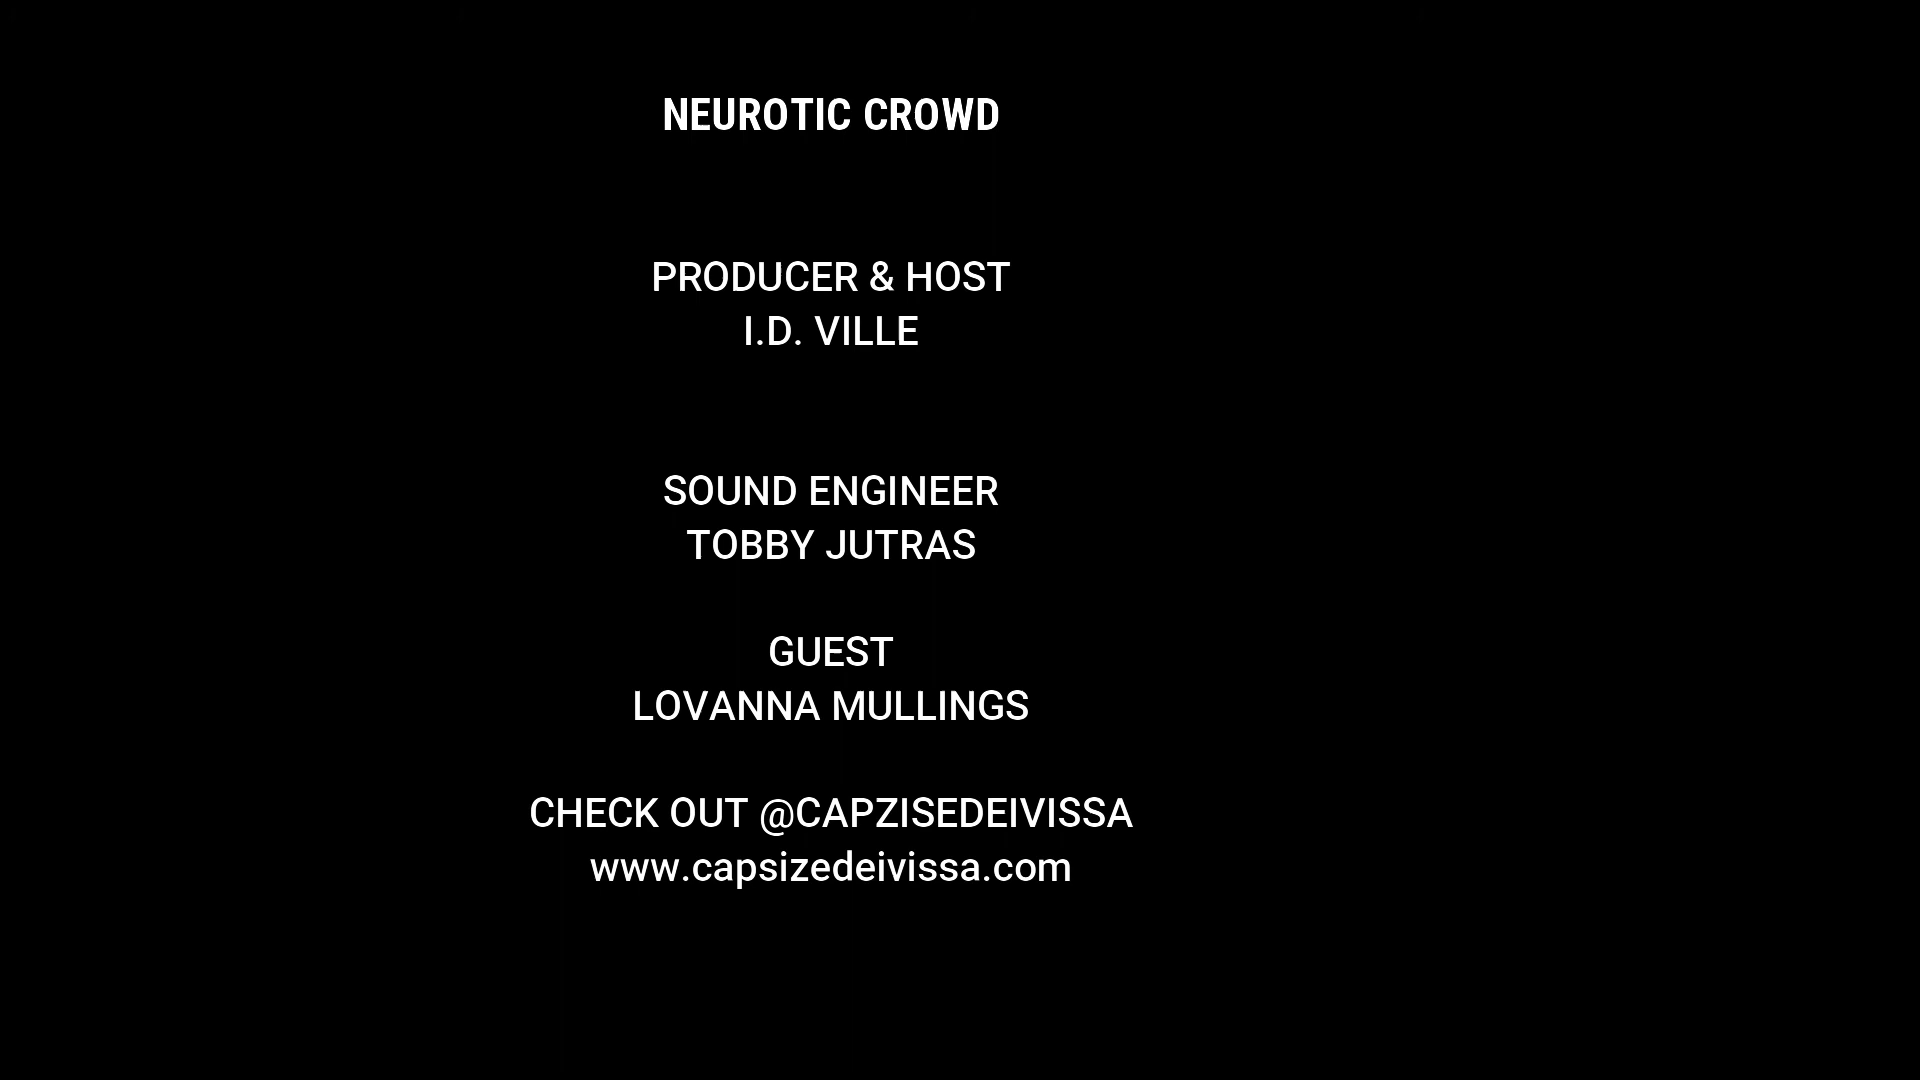 NEUROTIC CROWD
PRODUCER & HOST
I.D. VILLE
SOUND ENGINEER
TOBBY JUTRAS
GUEST
LOVANNA MULLINGS
CHECK OUT @CAPZISEDEIVISSA
www.capsizedeivissa.com